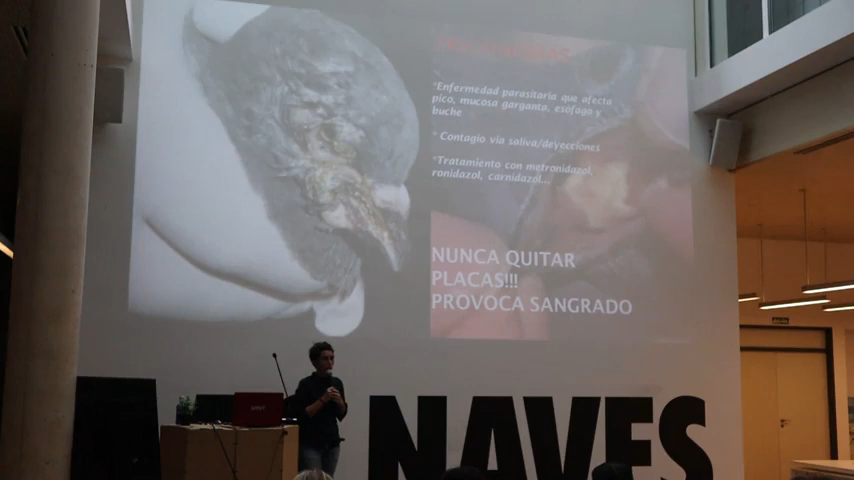 *Enfermedad parasitaria que afecta
pico, mucosa garganta, esófago y
buche
* Contagio vía saliva/deyecciones
*Tratamiento con metronidazol,
ronidazol, carnidazol...
NUNCA QUITAR
PLACAS!!!
PROVOCA SANGRADO
NAVES